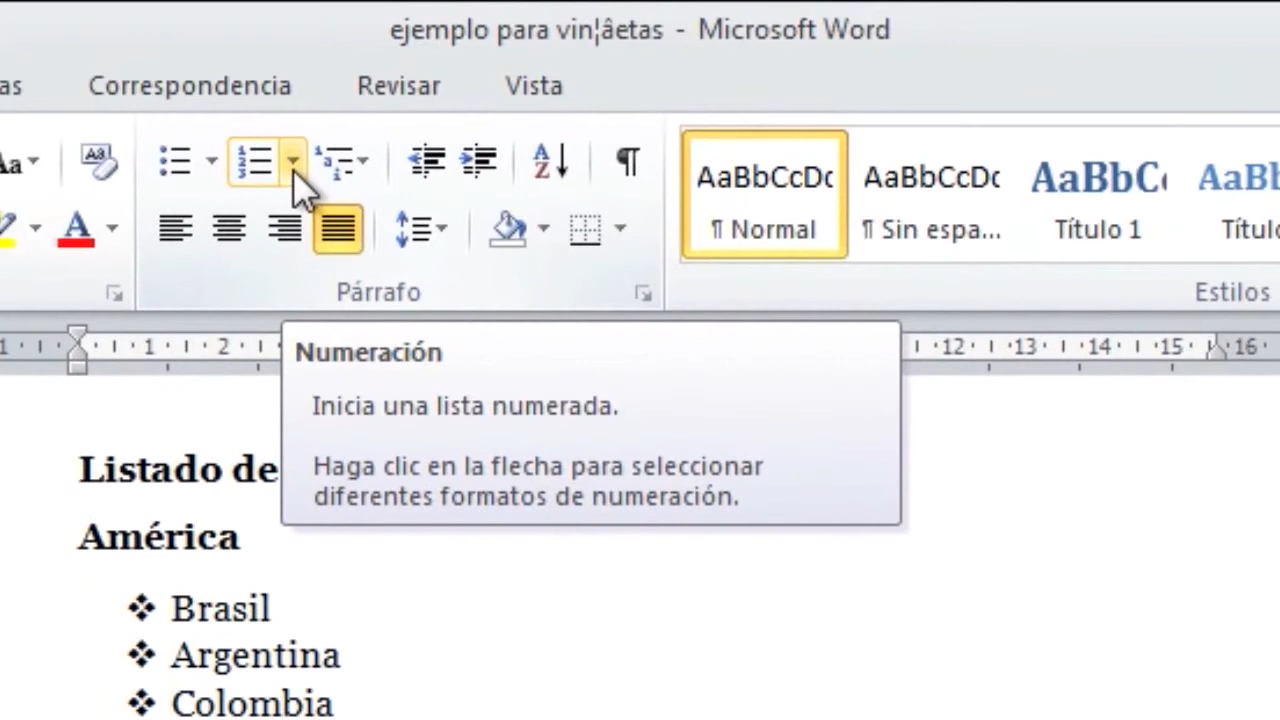 ejemplo para vin¦âetas - Microsoft Word
as Correspondencia Revisar Vista
Aa
AaBbCcDc AaBbCcDc AaBbC AaBb
¶ Normal ¶ Sin espa... Título 1 Títul
Párrafo Estilos
1 1 2 12 13 14 15 16
Numeración
Inicia una lista numerada.
Haga clic en la flecha para seleccionar
diferentes formatos de numeración.
Listado de
América
❖ Brasil
❖ Argentina
❖ Colombia